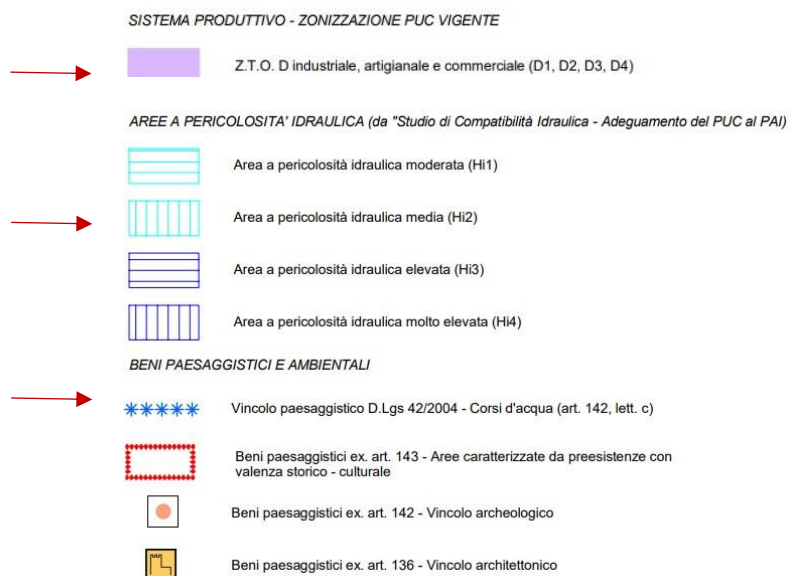 SISTEMA PRODUTTIVO - ZONIZZAZIONE PUC VIGENTE
Z.T.O. D industriale, artigianale e commerciale (D1, D2, D3, D4)
AREE A PERICOLOSITA' IDRAULICA (da "Studio di Compatibilità Idraulica - Adeguamento del PUC al PAI)
Area a pericolosità idraulica moderata (Hi1)
Area a pericolosità idraulica media (Hi2)
Area a pericolosità idraulica elevata (Hi3)
Area a pericolosità idraulica molto elevata (Hi4)
BENI PAESAGGISTICI E AMBIENTALI
Vincolo paesaggistico D.Lgs 42/2004 - Corsi d'acqua (art. 142, lett. c)
Beni paesaggistici ex. art. 143 - Aree caratterizzate da preesistenze con
valenza storico - culturale
Beni paesaggistici ex. art. 142 - Vincolo archeologico
Beni paesaggistici ex. art. 136 - Vincolo architettonico